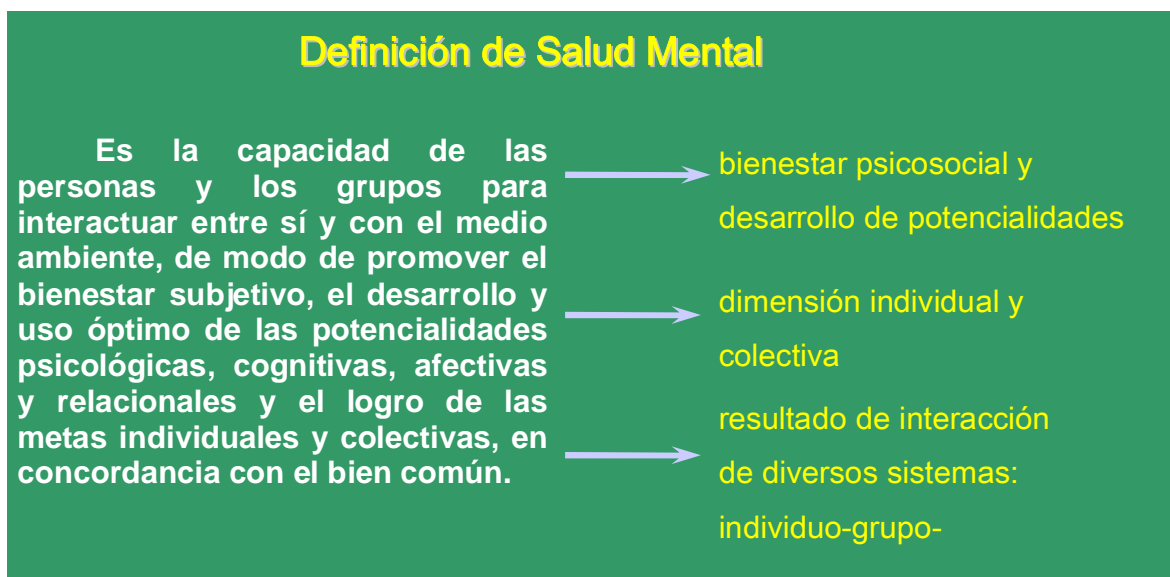 Definición de Salud Mental
Es la capacidad de las
personas y los grupos para
interactuar entre sí y con el medio
ambiente, de modo de promover el
bienestar subjetivo, el desarrollo y
uso óptimo de las potencialidades
psicológicas, cognitivas, afectivas
y relacionales y el logro de las
metas individuales y colectivas, en
concordancia con el bien común.
bienestar psicosocial y
desarrollo de potencialidades
dimensión individual y
colectiva
resultado de interacción
de diversos sistemas:
individuo-grupo-